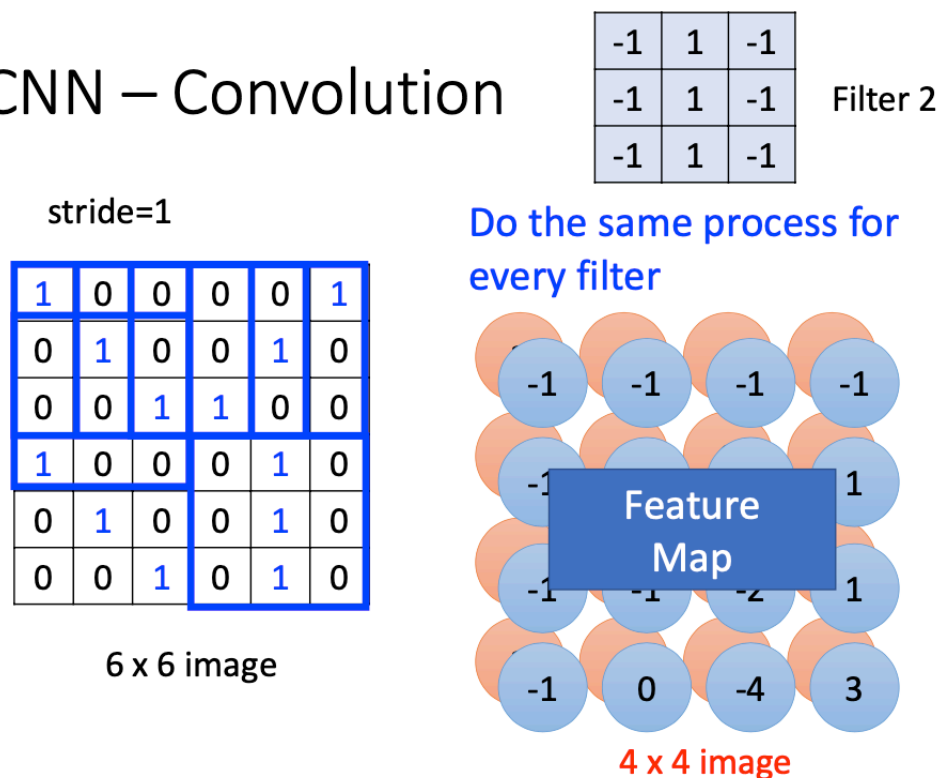 -1 1 -1
CNN – Convolution
-1 1 -1 Filter 2
-1 1 -1
stride=1
Do the same process for
every filter
1 0 0 0 0 1
0 1 0 0 1 0
0 0 1 1 0 0
1 0 0 0 1 0
0 1 0 0 1 0
0 0 1 0 1 0
6 x 6 image
-1 -1 -1 -1
-1 1
Feature
Map
-1 -1 -2 1
-1 0 -4 3
4 x 4 image